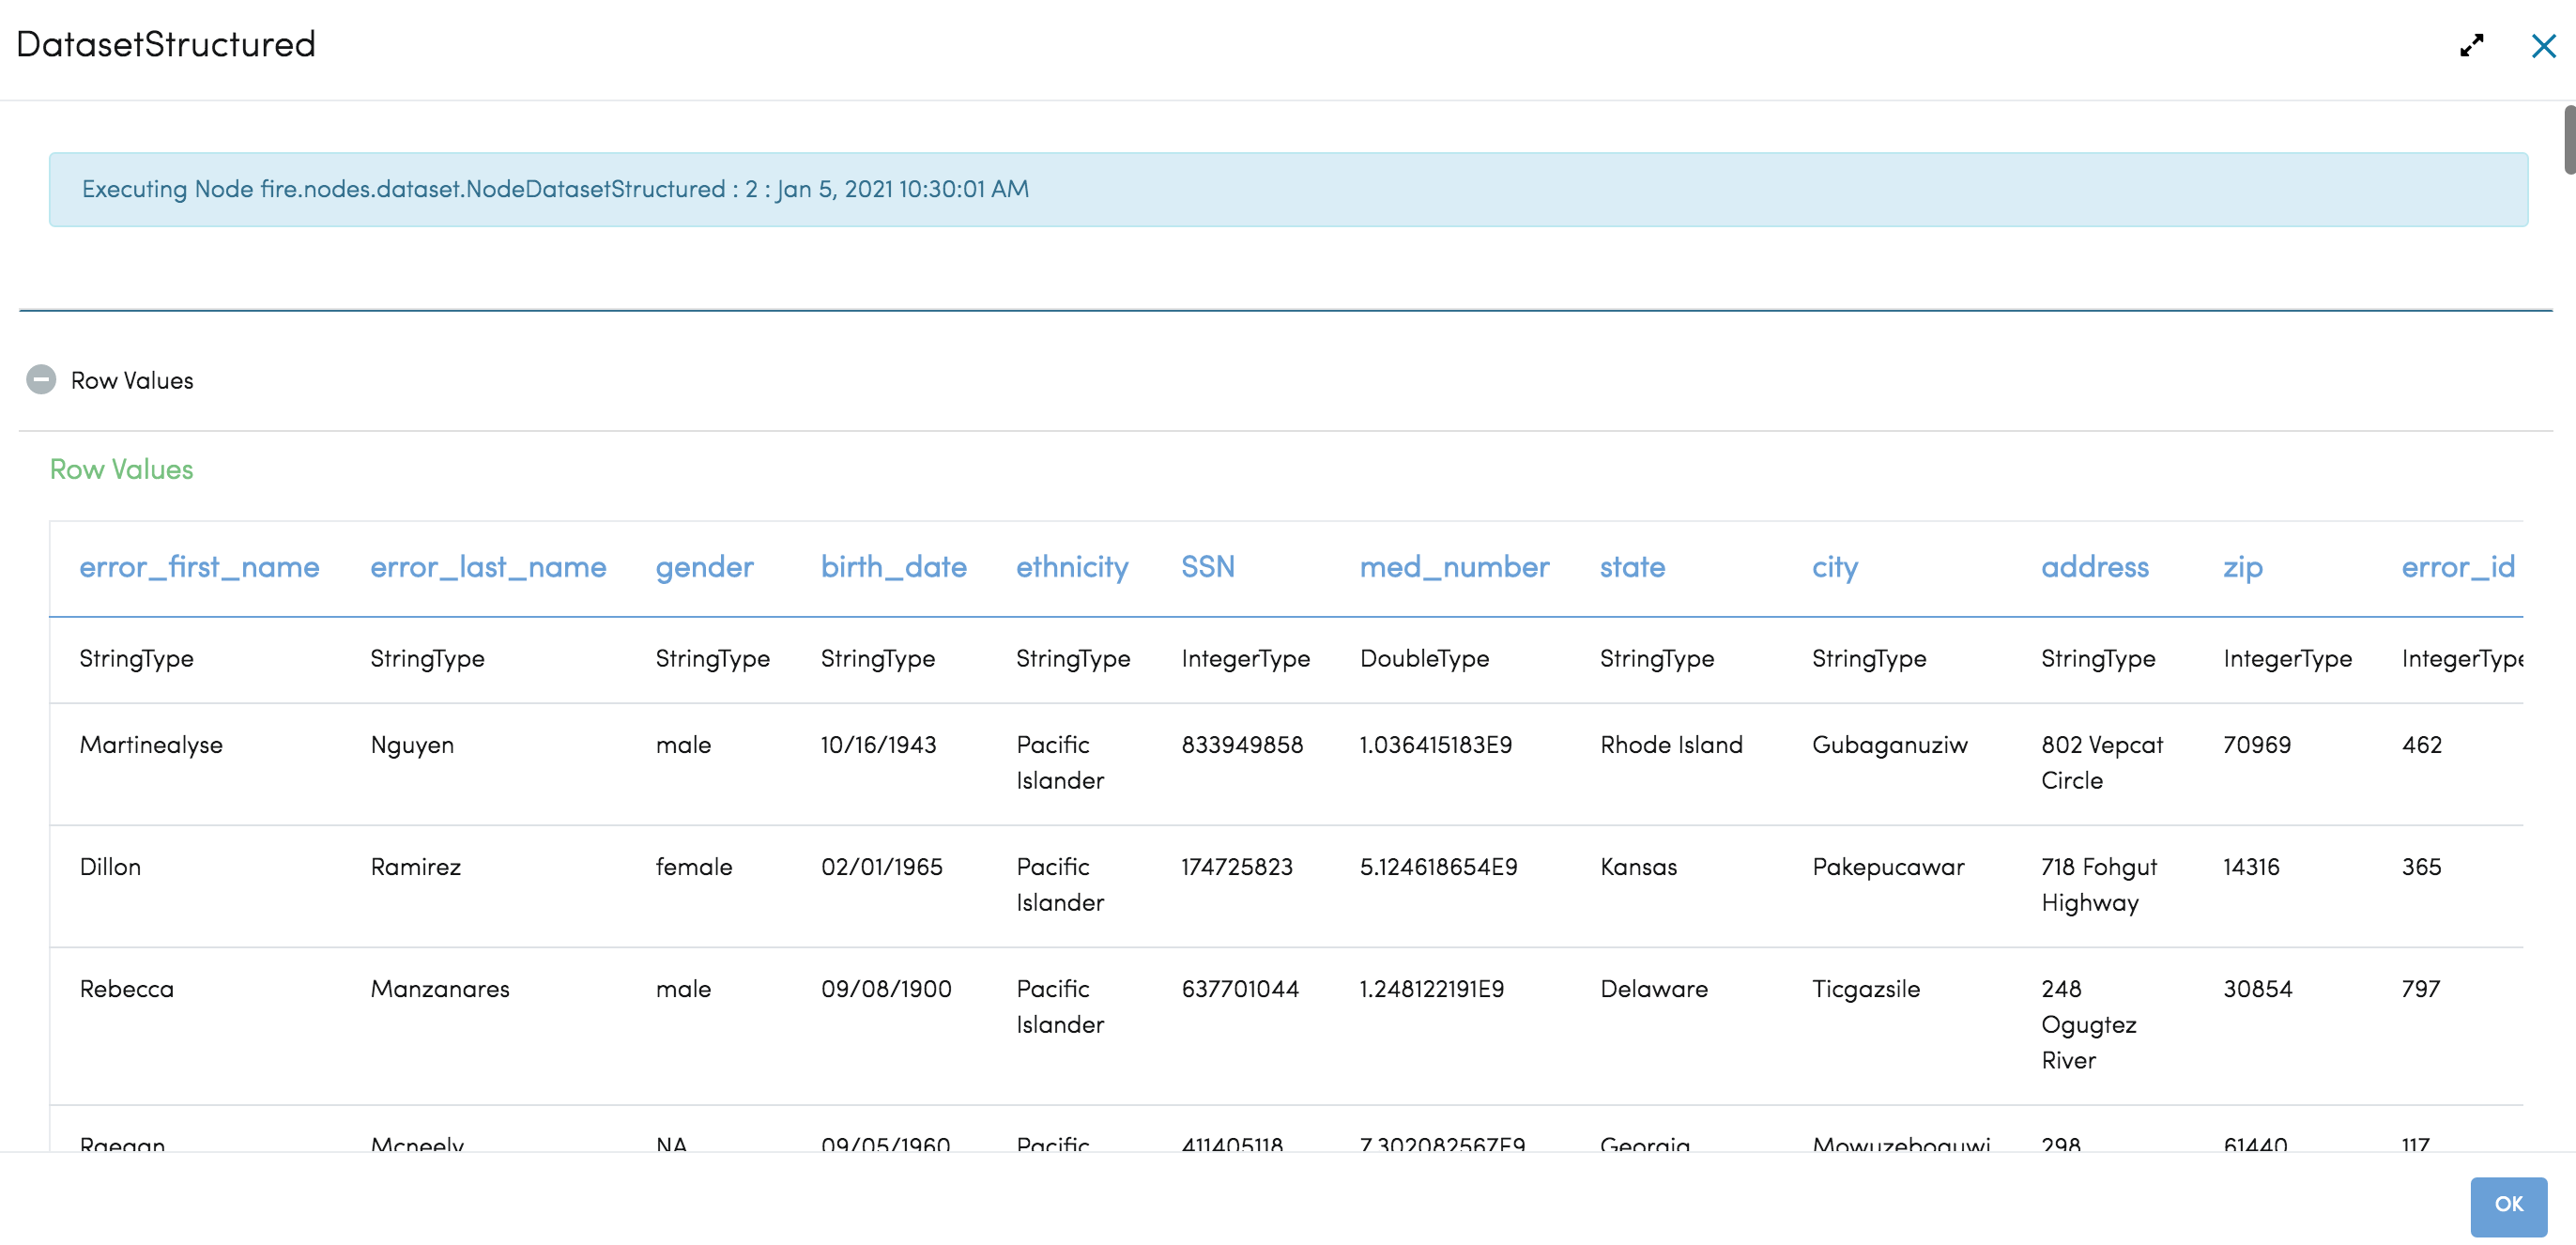 DatasetStructured
Executing Node fire.nodes.dataset.NodeDatasetStructured : 2 : Jan 5, 2021 10:30:01 AM
Row Values
Row Values
error_first_name error_last_name gender birth_date ethnicity SSN med_number state city address zip error_id
StringType StringType StringType StringType StringType IntegerType DoubleType StringType StringType StringType IntegerType IntegerType
Martinealyse Nguyen male 10/16/1943 Pacific 833949858 1.036415183E9 Rhode Island Gubaganuziw 802 Vepcat 70969 462
Islander Circle
Dillon Ramirez female 02/01/1965 Pacific 174725823 5.124618654E9 Kansas Pakepucawar 718 Fohgut 14316 365
Islander Highway
Rebecca Manzanares male 09/08/1900 Pacific 637701044 1.248122191E9 Delaware Ticgazsile 248 30854 797
Islander Ogugtez
River
Raegan Mcneely NA 09/05/1960 Pacific 411405118 7.302082567E9 Georgia Mowuzeboguwi 298 61440 117
OK